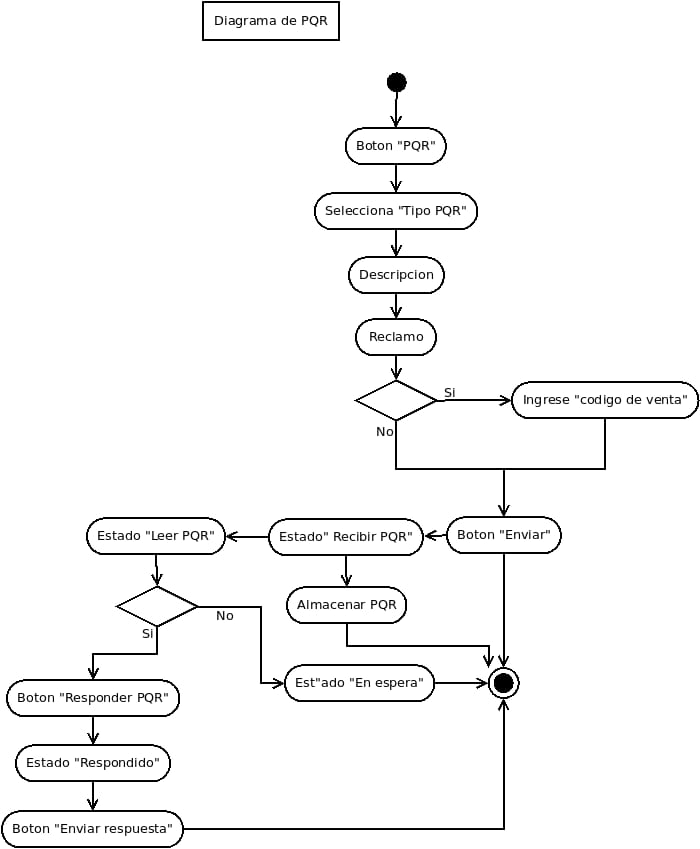 Diagrama de PQR
Boton "PQR"
Selecciona "Tipo PQR"
Descripcion
Reclamo
Si
Ingrese "codigo de venta"
No
Estado "Leer PQR"
Estado" Recibir PQR"
Boton "Enviar"
Almacenar PQR
No
Si
Boton "Responder PQR"
Est"ado "En espera"
Estado "Respondido"
Boton "Enviar respuesta"